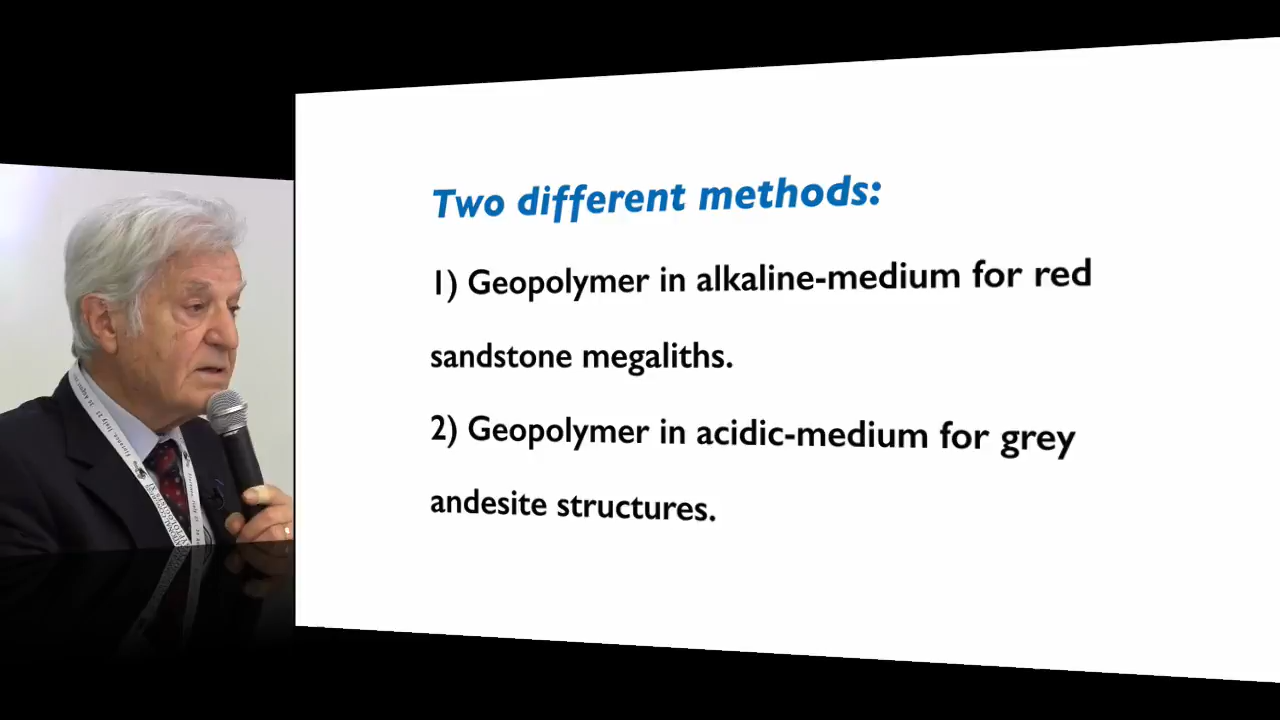 Two different methods:
1) Geopolymer in alkaline-medium for red
sandstone megaliths.
2) Geopolymer in acidic-medium for grey
andesite structures.